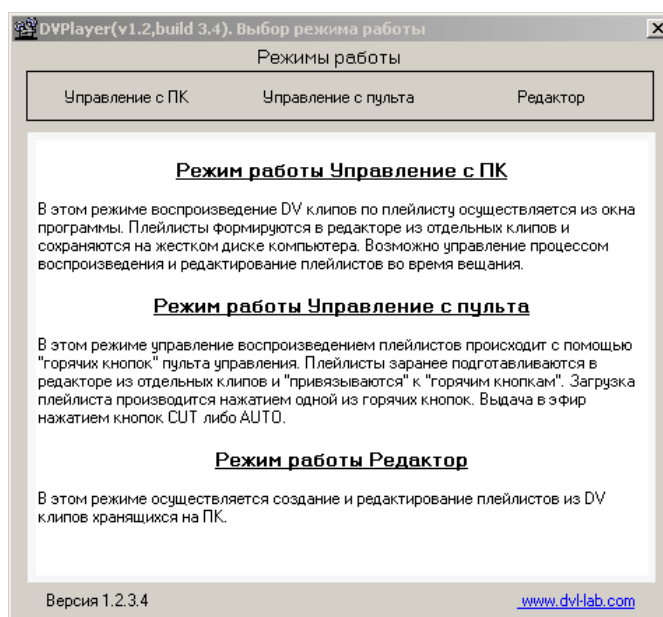 DVPlayer(v1.2,build 3.4). Выбор режима работы
Режимы работы
Управление с ПК Управление с пульта Редактор
Режим работы Управление с ПК
В этом режиме воспроизведение DV клипов по плейлисту осуществляется из окна
программы. Плейлисты формируются в редакторе из отдельных клипов и
сохраняются на жестком диске компьютера. Возможно управление процессом
воспроизведения и редактирование плейлистов во время вещания.
Режим работы Управление с пульта
В этом режиме управление воспроизведением плейлистов происходит с помощью
"горячих кнопок" пульта управления. Плейлисты заранее подготавливаются в
редакторе из отдельных клипов и "привязываются" к "горячим кнопкам". Загрузка
плейлиста производится нажатием одной из горячих кнопок. Выдача в эфир
нажатием кнопок CUT либо AUTO.
Режим работы Редактор
В этом режиме осуществляется создание и редактирование плейлистов из DV
клипов хранящихся на ПК.
Версия 1.2.3.4 www.dvl-lab.com